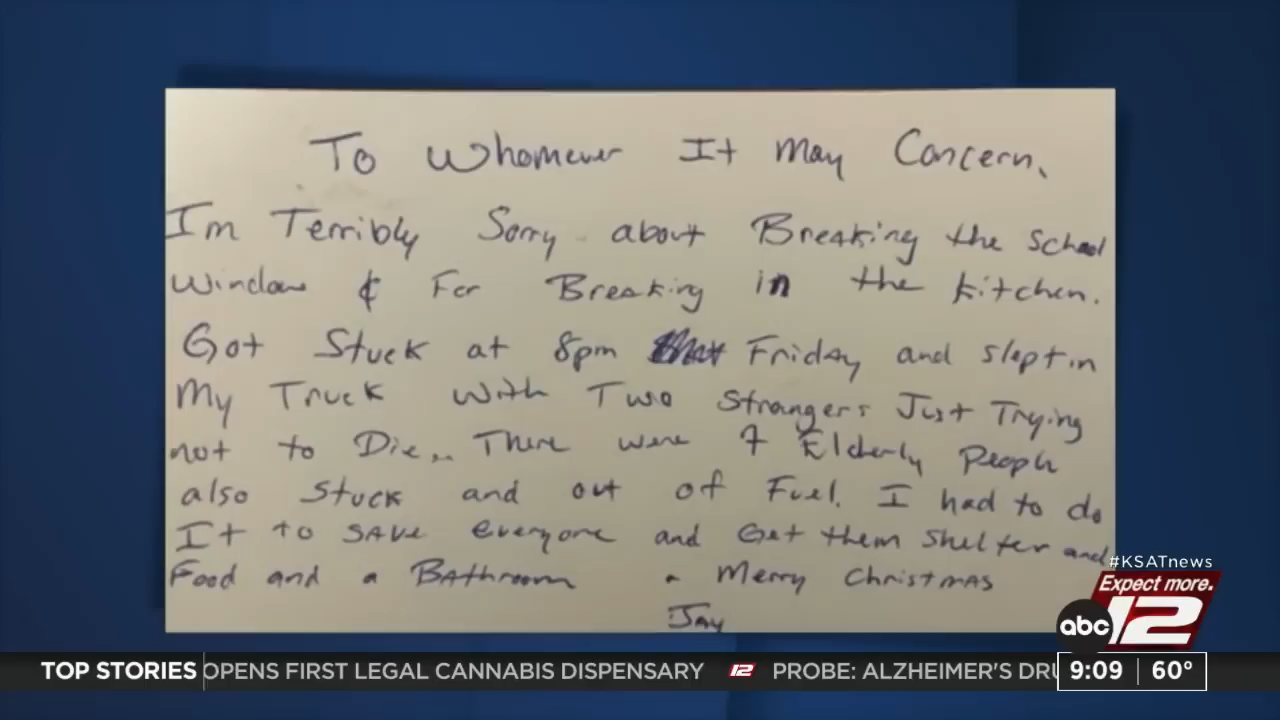 To Whomever It May Concern,
I'm Terribly Sorry about Breaking the School
Window & For Breaking in the kitchen.
Got Stuck at 8pm Friday and slept in
My Truck with Two Strangers Just Trying
not to Die... There were 7 Elderly People
also Stuck and out of Fuel. I had to do
It to SAVE everyone and Get them Shelter and
Food and a Bathroom - Merry Christmas
Jay
#KSATnews
Expect more.
abc 12
TOP STORIES OPENS FIRST LEGAL CANNABIS DISPENSARY 12 PROBE: ALZHEIMER'S DRU 9:09 60°